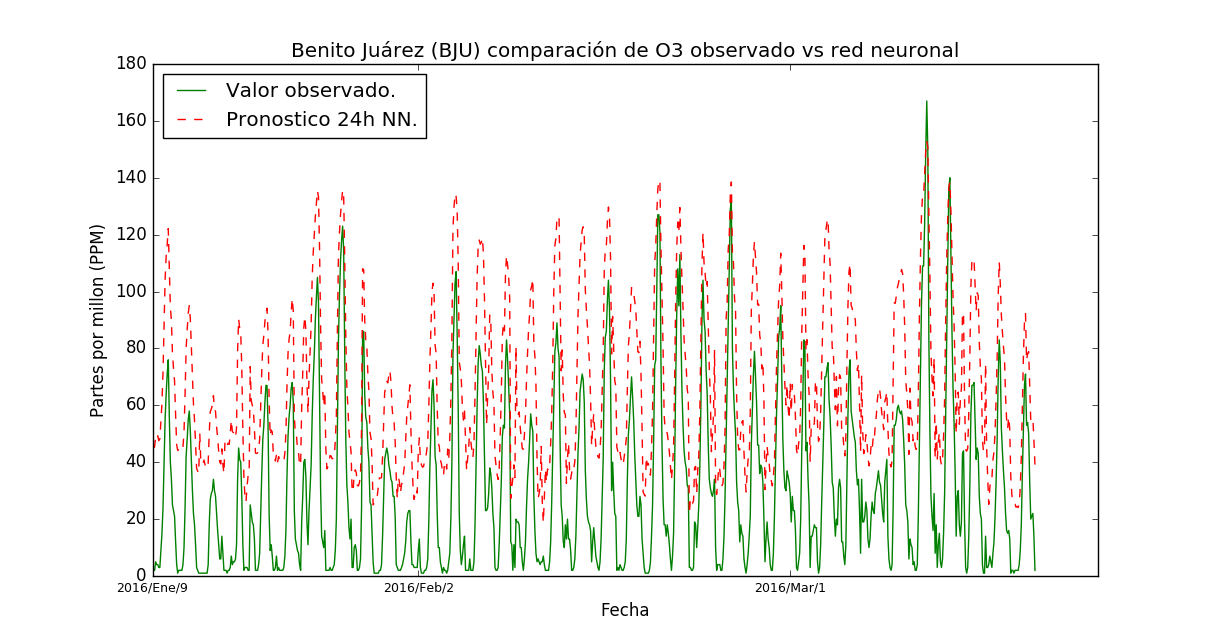 Benito Juárez (BJU) comparación de O3 observado vs red neuronal
180
160
140
120
100
80
60
40
20
0
Partes por millon (PPM)
Valor observado.
Pronostico 24h NN.
2016/Ene/9
2016/Feb/2
2016/Mar/1
Fecha